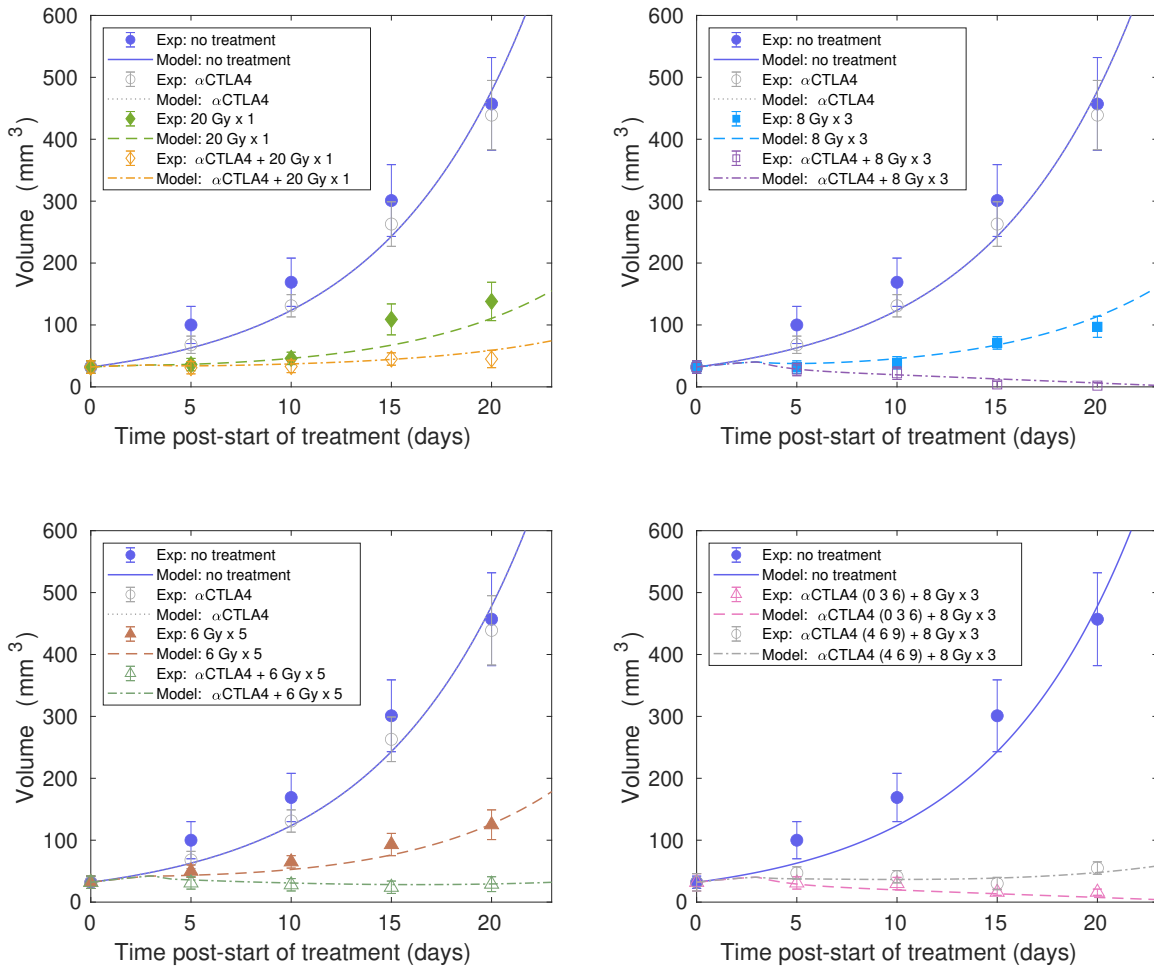 600
500
400
300
200
100
0
Volume (mm 3)
Exp: no treatment
Model: no treatment
Exp: αCTLA4
Model: αCTLA4
Exp: 20 Gy x 1
Model: 20 Gy x 1
Exp: αCTLA4 + 20 Gy x 1
Model: αCTLA4 + 20 Gy x 1
0 5 10 15 20
Time post-start of treatment (days)
600
500
400
300
200
100
0
Volume (mm 3)
Exp: no treatment
Model: no treatment
Exp: αCTLA4
Model: αCTLA4
Exp: 8 Gy x 3
Model: 8 Gy x 3
Exp: αCTLA4 + 8 Gy x 3
Model: αCTLA4 + 8 Gy x 3
0 5 10 15 20
Time post-start of treatment (days)
600
500
400
300
200
100
0
Volume (mm 3)
Exp: no treatment
Model: no treatment
Exp: αCTLA4
Model: αCTLA4
Exp: 6 Gy x 5
Model: 6 Gy x 5
Exp: αCTLA4 + 6 Gy x 5
Model: αCTLA4 + 6 Gy x 5
0 5 10 15 20
Time post-start of treatment (days)
600
500
400
300
200
100
0
Volume (mm 3)
Exp: no treatment
Model: no treatment
Exp: αCTLA4 (0 3 6) + 8 Gy x 3
Model: αCTLA4 (0 3 6) + 8 Gy x 3
Exp: αCTLA4 (4 6 9) + 8 Gy x 3
Model: αCTLA4 (4 6 9) + 8 Gy x 3
0 5 10 15 20
Time post-start of treatment (days)